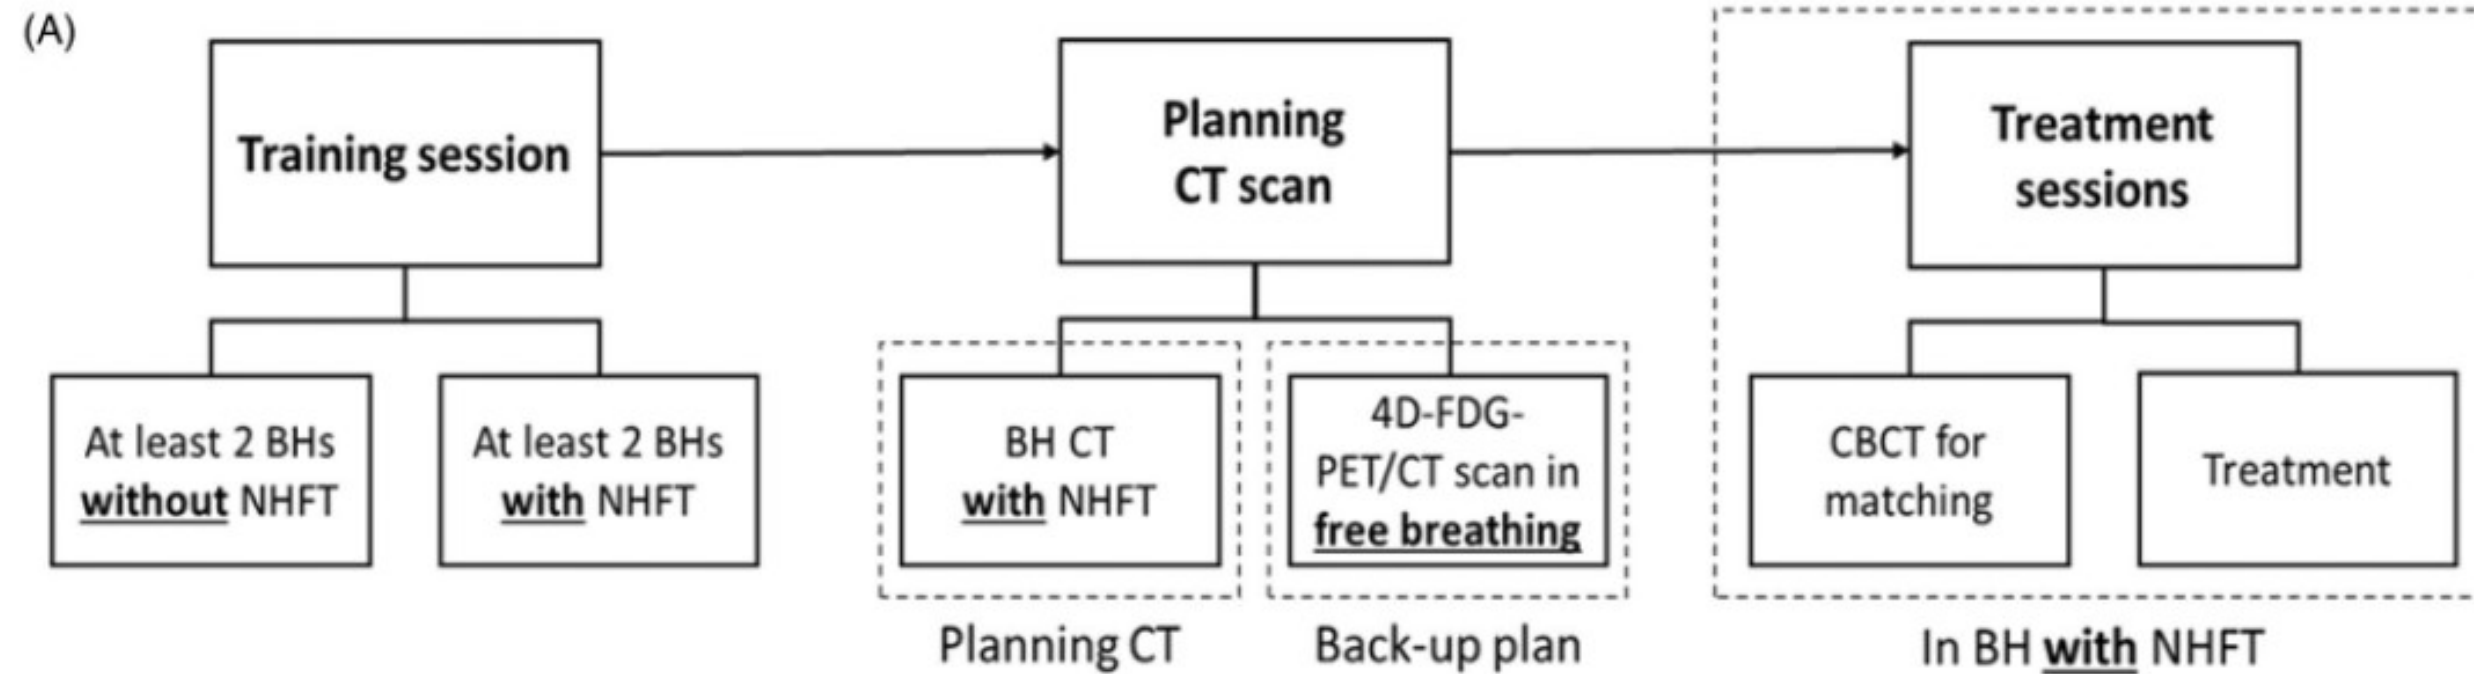 (A)
Training session
Planning
CT scan
Treatment
sessions
At least 2 BHs
without NHFT
At least 2 BHs
with NHFT
BH CT
with NHFT
4D-FDG-
PET/CT scan in
free breathing
CBCT for
matching
Treatment
Planning CT
Back-up plan
In BH with NHFT